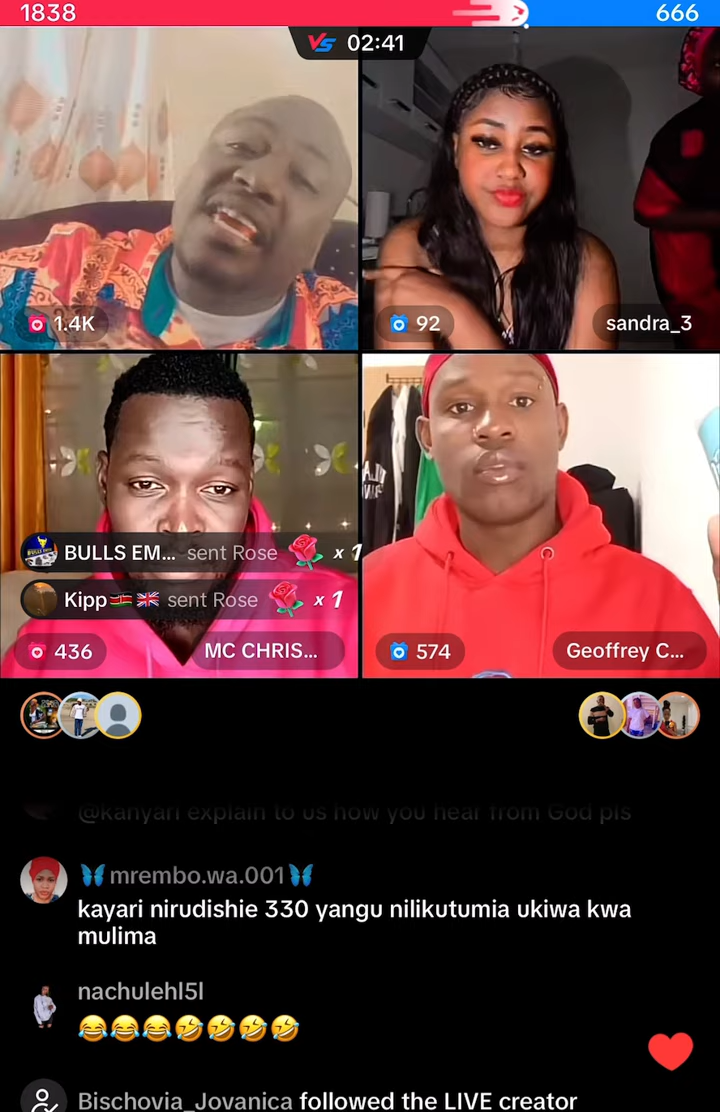 1838
666
VS 02:41
1.4K
92
sandra_3
BULLS EM... sent Rose x 1
Kipp🇰🇪🇬🇧 sent Rose x 1
436
MC CHRIS...
574
Geoffrey C...
@kanyari explain to us how you hear from God pls
🦋mrembo.wa.001🦋
kayari nirudishie 330 yangu nilikutumia ukiwa kwa
mulima
nachulehl5l
😂😂😂🤣🤣🤣🤣
Bischovia_Jovanica followed the LIVE creator